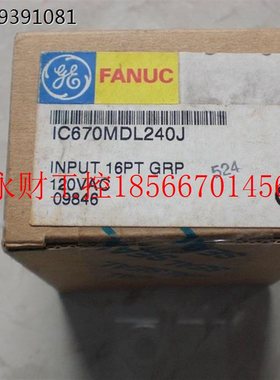 9391081
GE FANUC
IC670MDL240J
INPUT 16PT GRP
524
120VAC
永财工控1856670145
09846